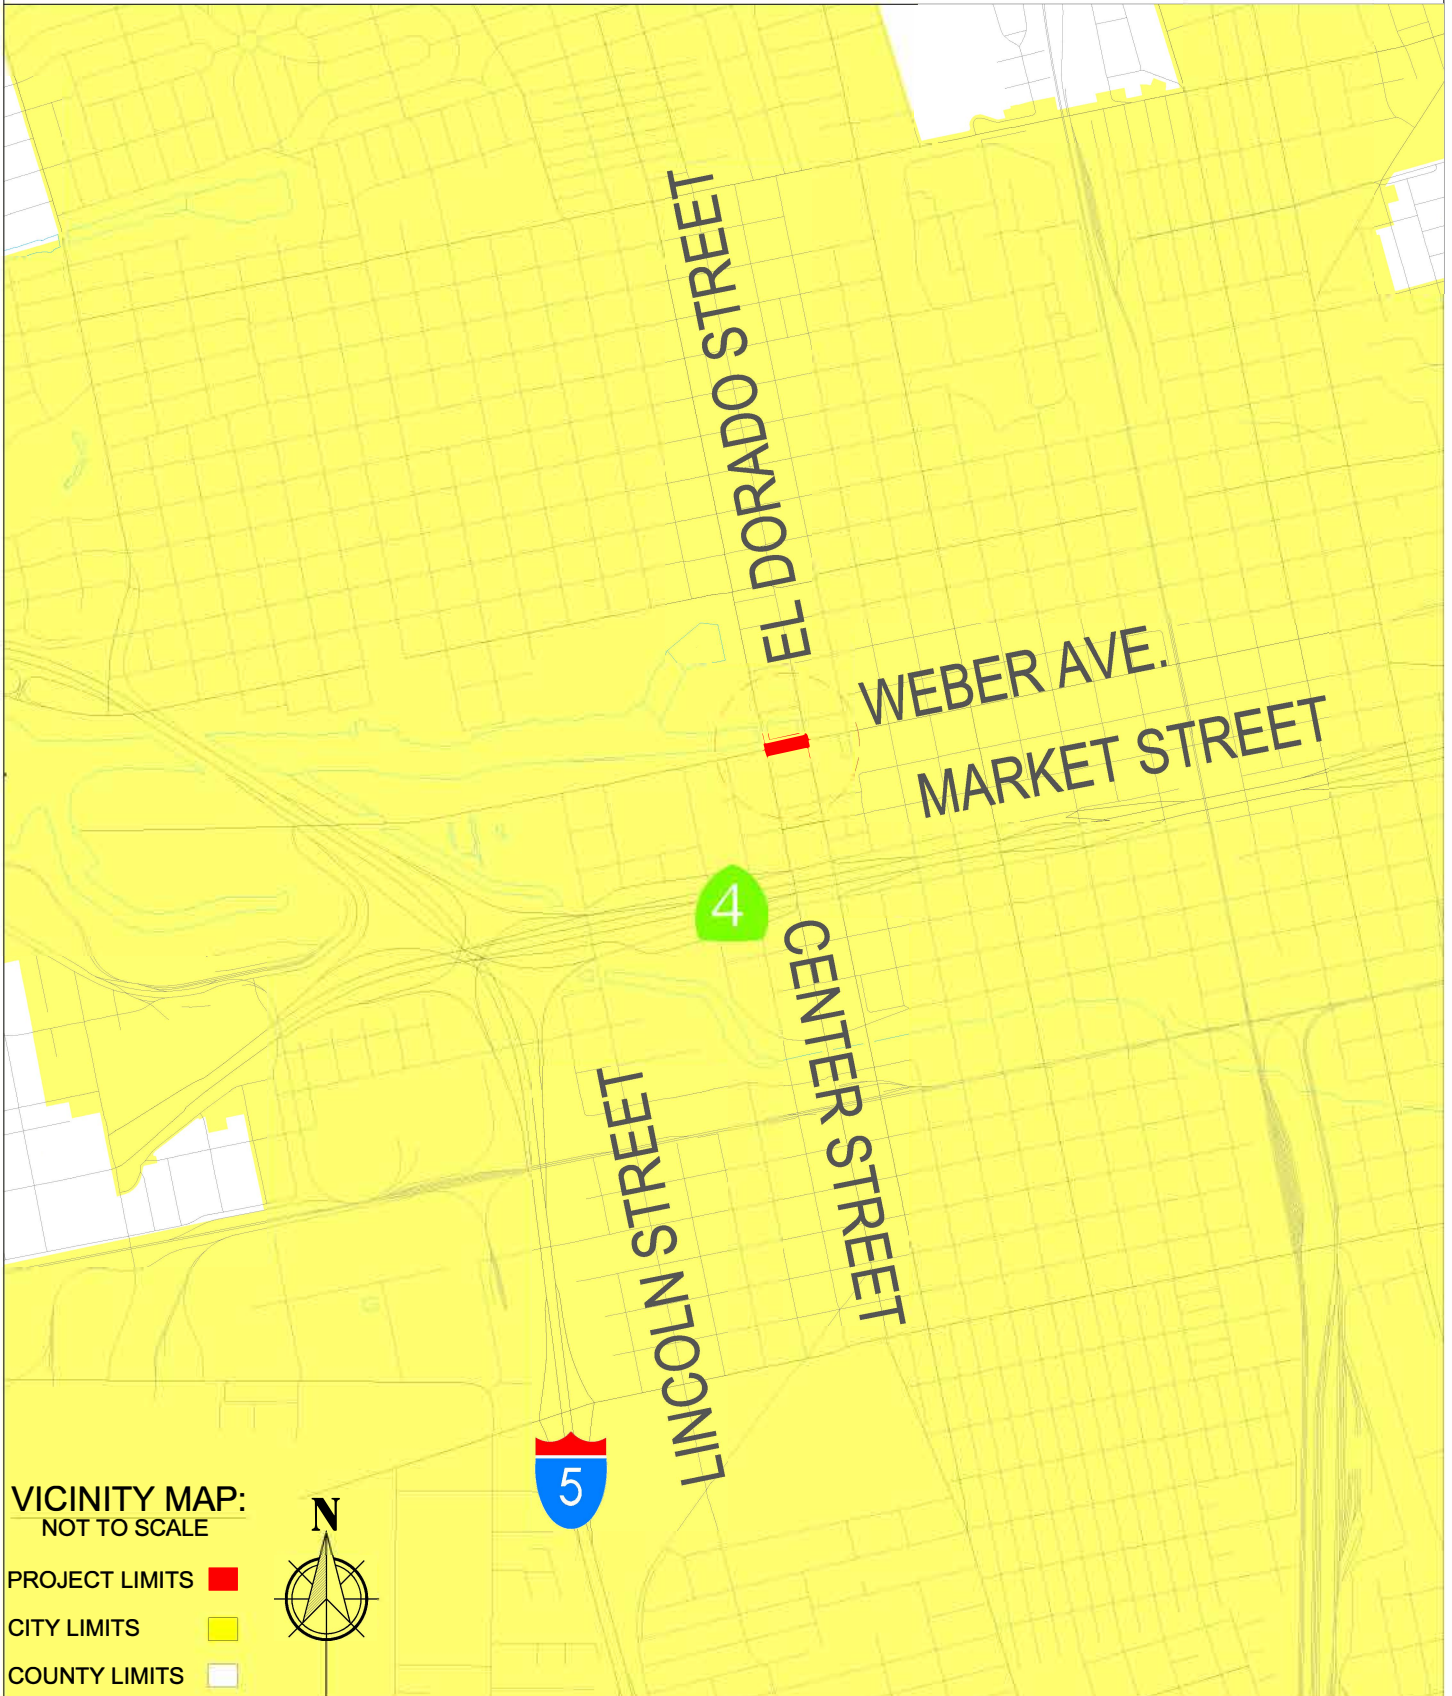 EL DORADO STREET
WEBER AVE.
MARKET STREET
4
CENTER STREET
LINCOLN STREET
5
VICINITY MAP:
NOT TO SCALE
N
PROJECT LIMITS
CITY LIMITS
COUNTY LIMITS